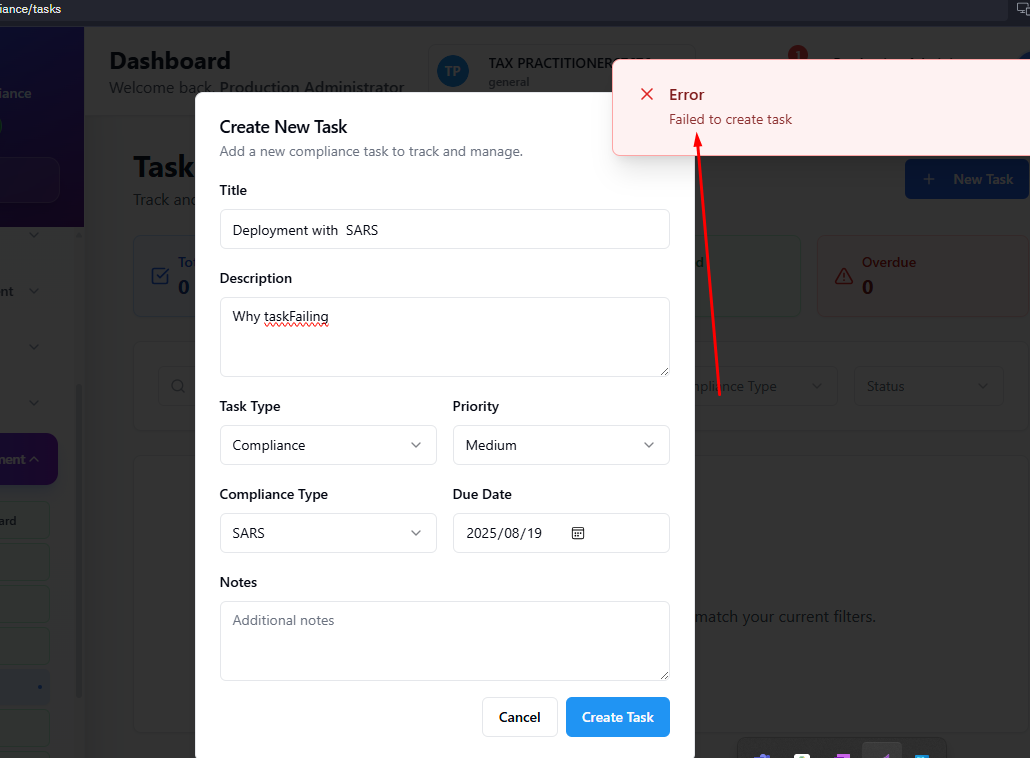 iance/tasks
Dashboard
Welcome back, Production Administrator
TP
TAX PRACTITIONER
general
1
Error
Failed to create task
iance
Create New Task
Add a new compliance task to track and manage.
Task
Track and
+ New Task
Title
Deployment with  SARS
To
0
d
Overdue
0
Description
Why taskFailing
nt
mpliance Type
Status
Task Type
Priority
Compliance
Medium
ment
Compliance Type
Due Date
SARS
2025/08/19
ard
Notes
Additional notes
match your current filters.
Cancel
Create Task